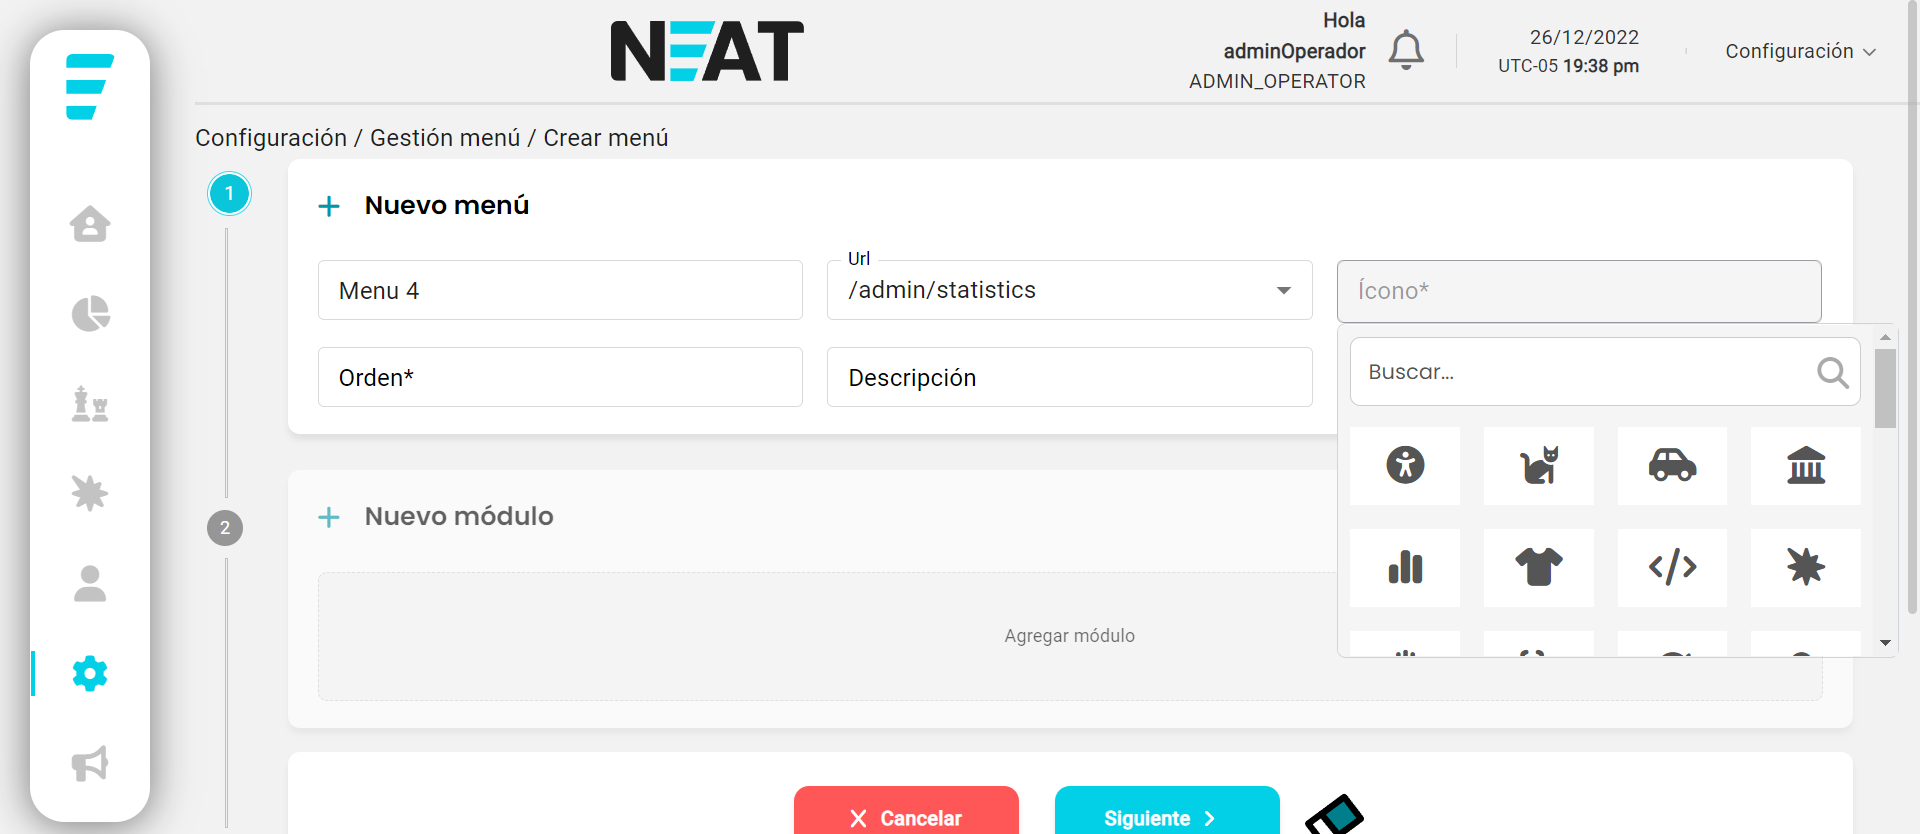 NEAT
Hola
adminOperador
ADMIN_OPERATOR
26/12/2022
UTC-05 19:38 pm
Configuración
Configuración / Gestión menú / Crear menú
1
Nuevo menú
Menu 4
Url
/admin/statistics
Ícono*
Orden*
Descripción
Buscar...
2
Nuevo módulo
Agregar módulo
Cancelar
Siguiente